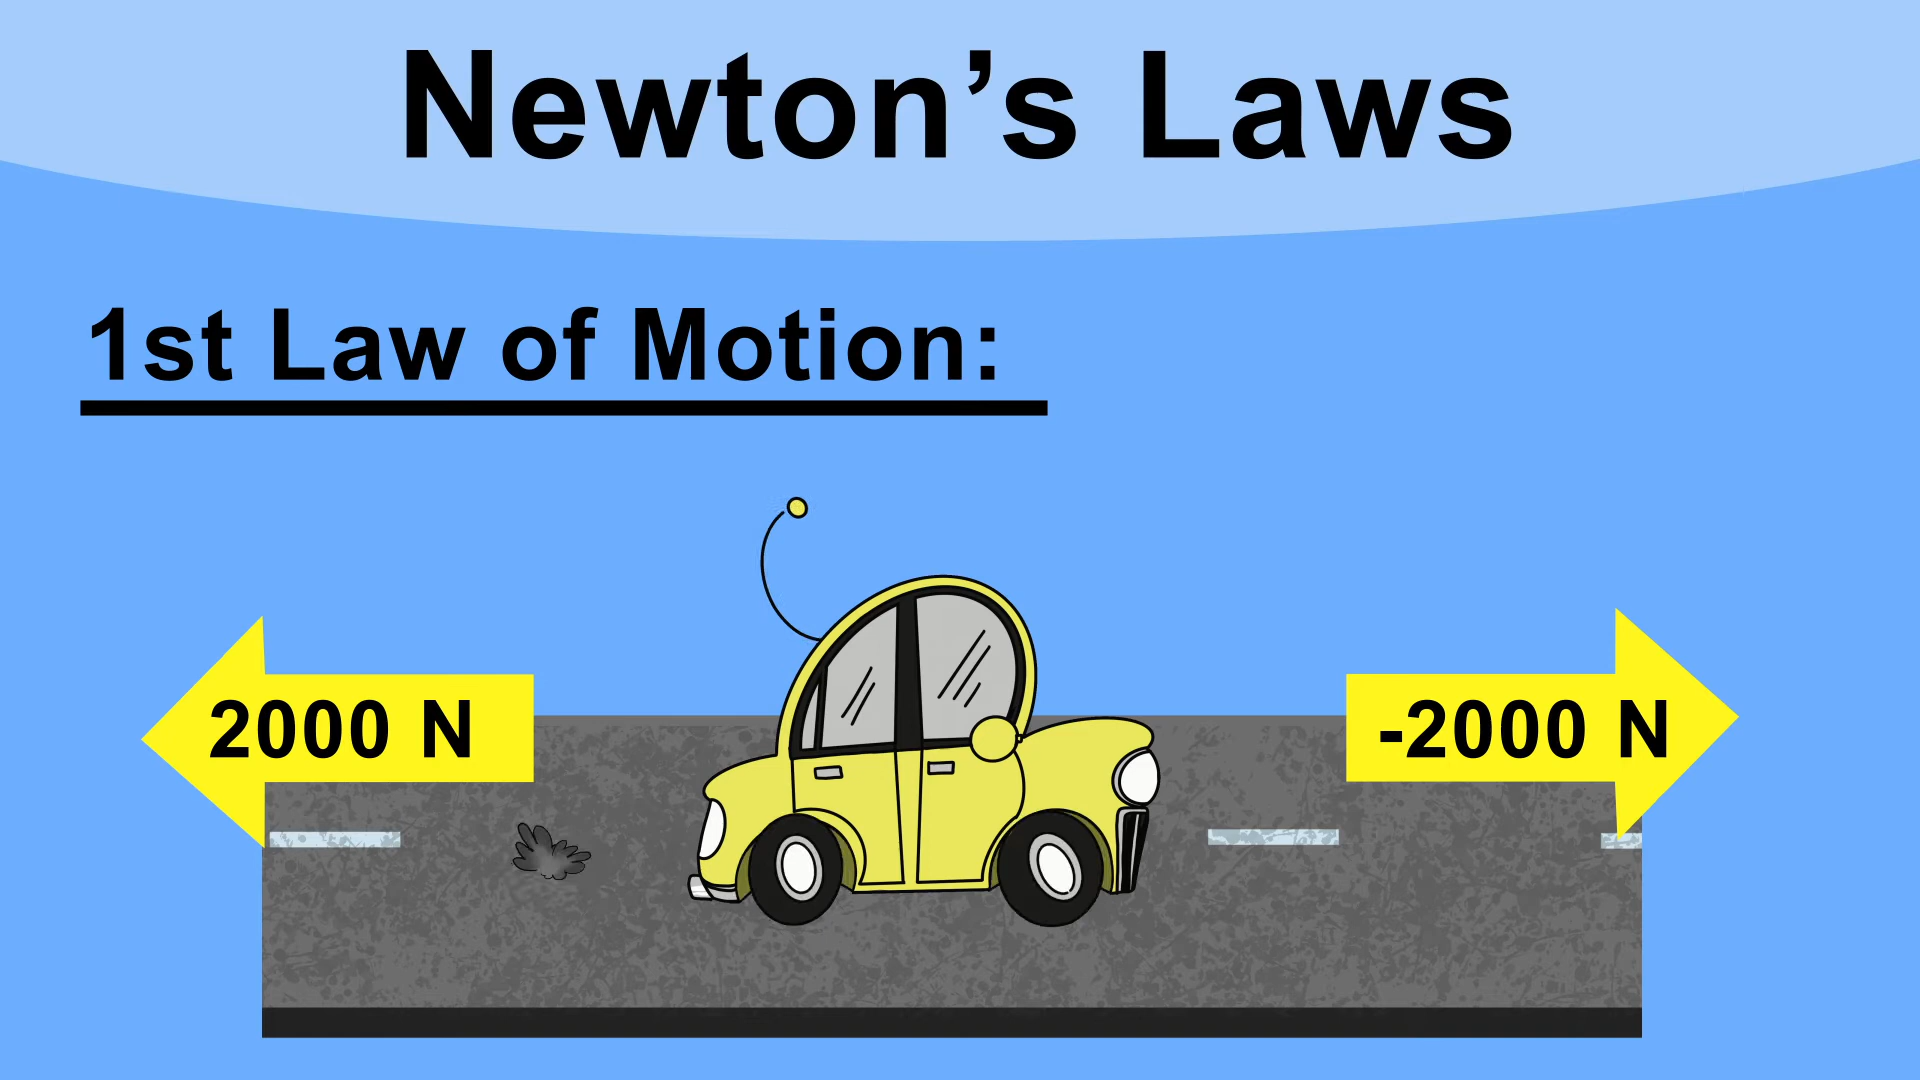 Newton’s Laws
1st Law of Motion:
2000 N
-2000 N